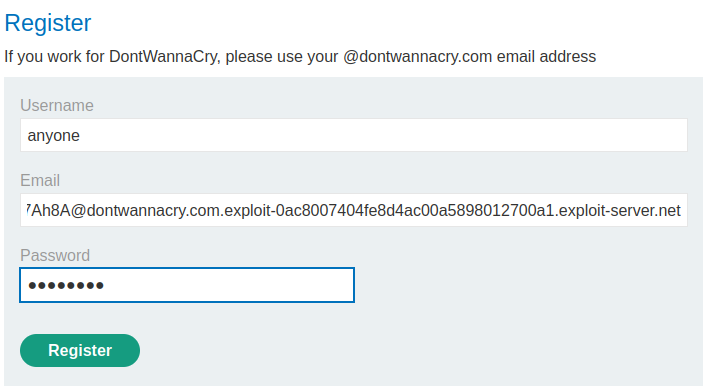 Register
If you work for DontWannaCry, please use your @dontwannacry.com email address
Username
anyone
Email
7Ah8A@dontwannacry.com.exploit-0ac8007404fe8d4ac00a5898012700a1.exploit-server.net
Password
●●●●●●●●
Register